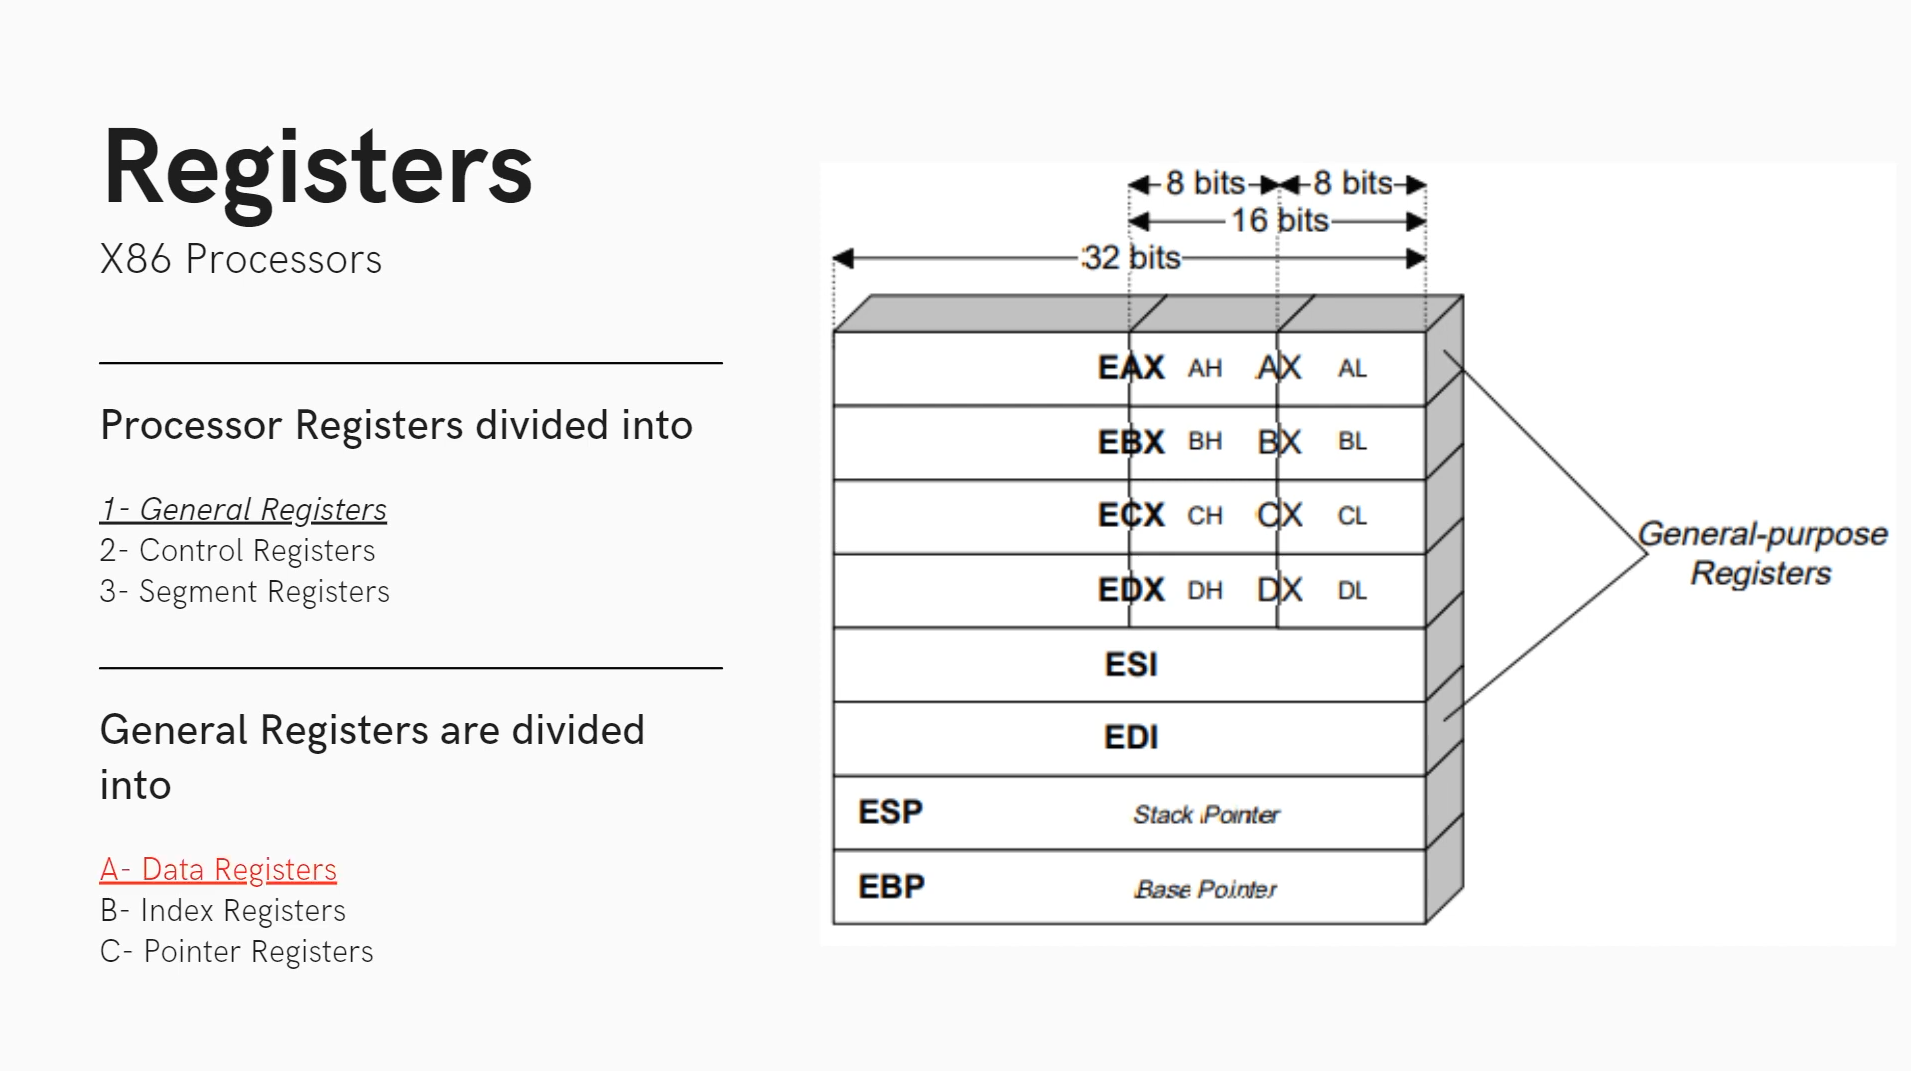 Registers
X86 Processors
Processor Registers divided into
1- General Registers
2- Control Registers
3- Segment Registers
General Registers are divided
into
A- Data Registers
B- Index Registers
C- Pointer Registers
8 bits 8 bits
16 bits
32 bits
EAX AH AX AL
EBX BH BX BL
ECX CH CX CL
EDX DH DX DL
ESI
EDI
ESP Stack Pointer
EBP Base Pointer
General-purpose
Registers